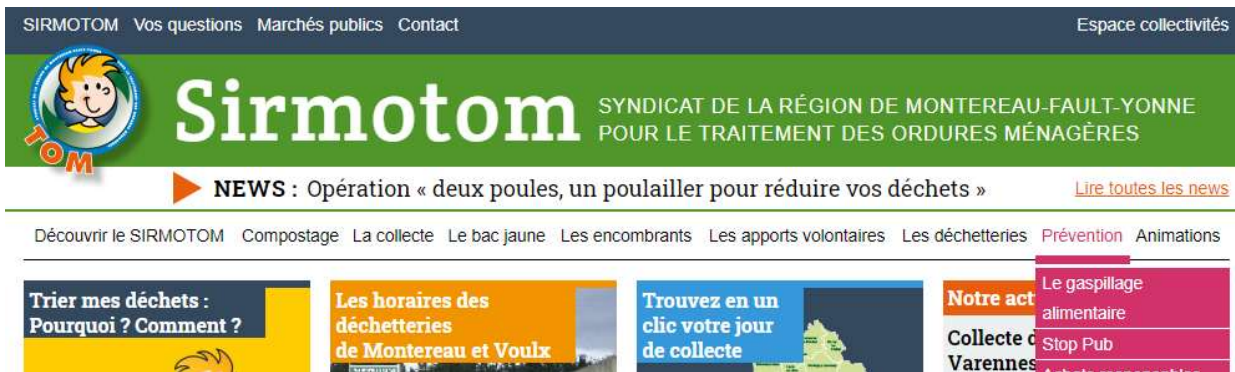 SIRMOTOM Vos questions Marchés publics Contact Espace collectivités
TOM
Sirmotom
SYNDICAT DE LA RÉGION DE MONTEREAU-FAULT-YONNE
POUR LE TRAITEMENT DES ORDURES MÉNAGÈRES
NEWS : Opération « deux poules, un poulailler pour réduire vos déchets » Lire toutes les news
Découvrir le SIRMOTOM Compostage La collecte Le bac jaune Les encombrants Les apports volontaires Les déchetteries Prévention Animations
Trier mes déchets :
Pourquoi ? Comment ?
Les horaires des
déchetteries
de Montereau et Voulx
Trouvez en un
clic votre jour
de collecte
Notre act
Collecte d
Varennes
Le gaspillage
alimentaire
Stop Pub